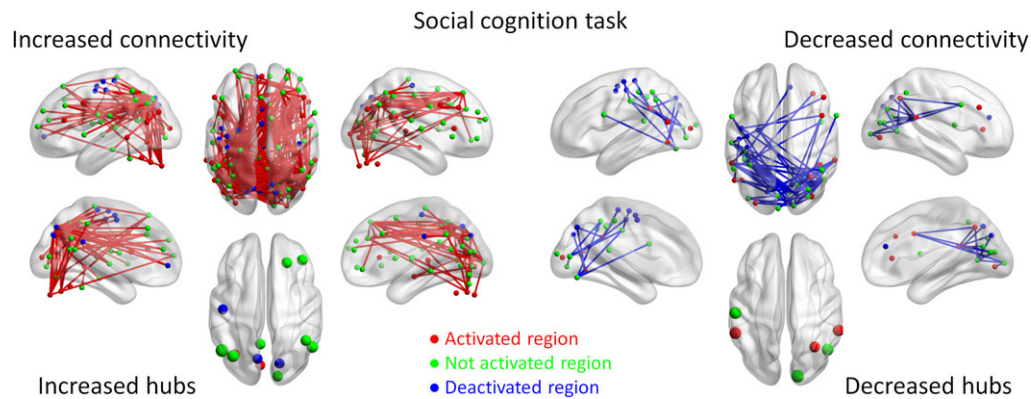 Social cognition task
Increased connectivity
Decreased connectivity
Activated region
Not activated region
Deactivated region
Increased hubs
Decreased hubs